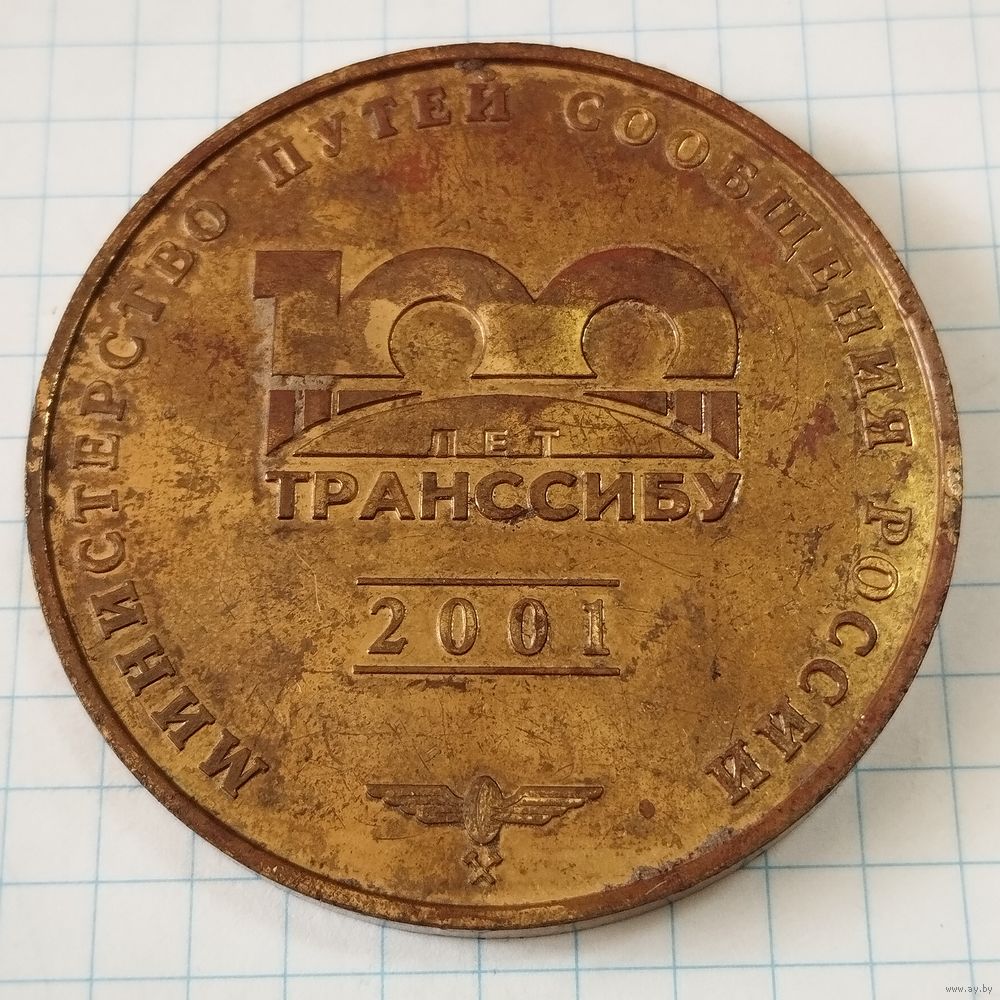 МИНИСТЕРСТВО ПУТЕЙ СООБЩЕНИЯ РОССИИ
100
ЛЕТ
ТРАНССИБУ
2001
www.ay.by